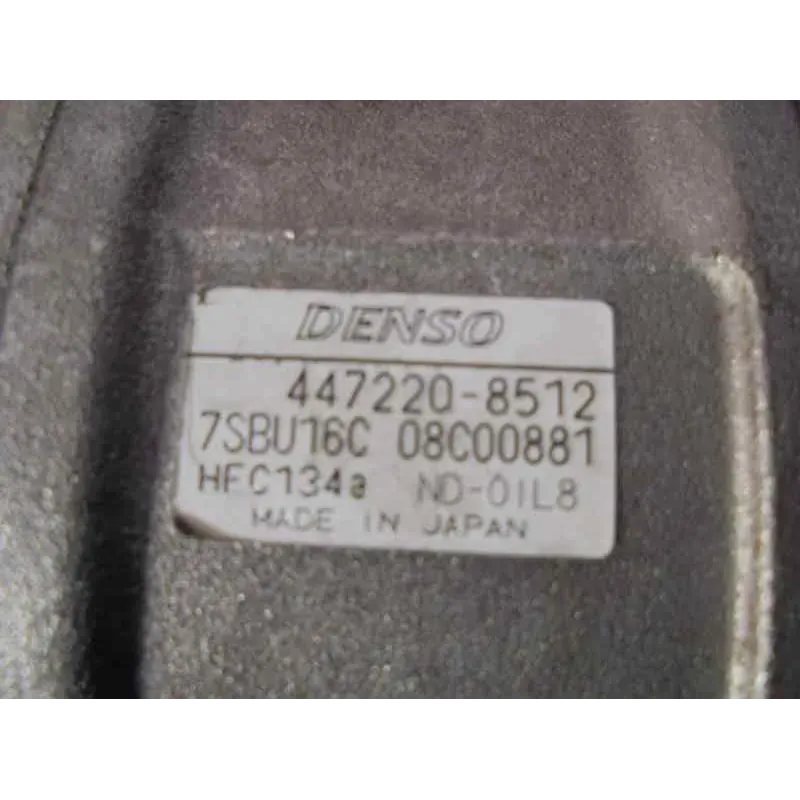 DENSO
447220-8512
7SBU16C 08C00881
HFC134a ND-OIL8
MADE IN JAPAN